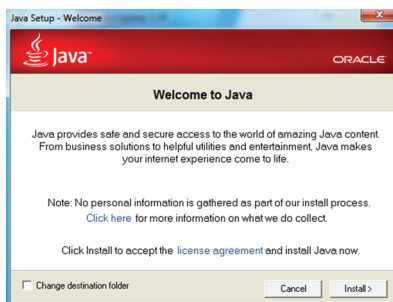 Java Setup - Welcome
Java™
ORACLE
Welcome to Java
Java provides safe and secure access to the world of amazing Java content.
From business solutions to helpful utilities and entertainment, Java makes
your internet experience come to life.
Note: No personal information is gathered as part of our install process.
Click here for more information on what we do collect.
Click Install to accept the license agreement and install Java now.
Change destination folder
Cancel
Install >